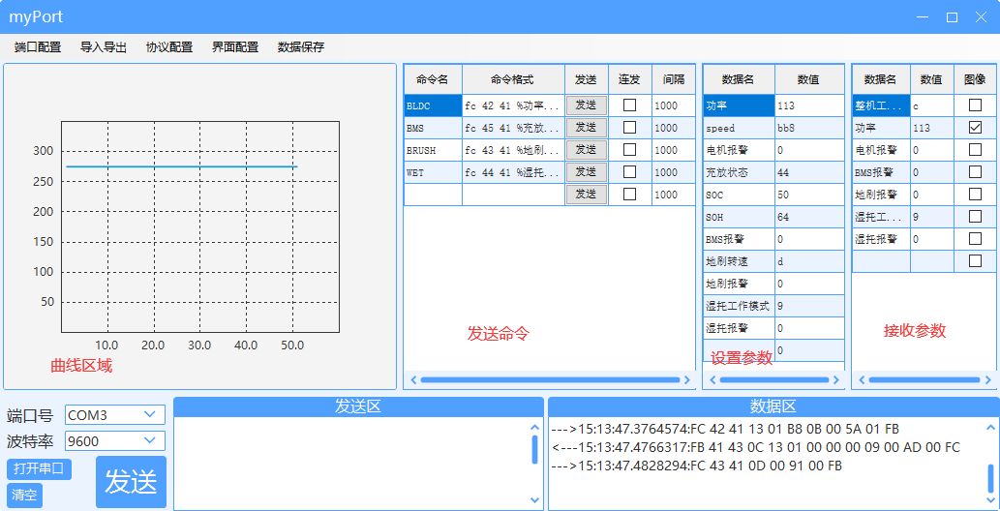 myPort
端口配置 导入导出 协议配置 界面配置 数据保存
300
250
200
150
100
50
10.0 20.0 30.0 40.0 50.0
曲线区域
命令名 命令格式 发送 连发 间隔
BLDC fc 42 41 %功率... 发送 1000
BMS fc 45 41 %充放... 发送 1000
BRUSH fc 43 41 %地刷... 发送 1000
WET fc 44 41 %湿托... 发送 1000
发送 1000
发送命令
数据名 数值
功率 113
speed bb8
电机报警 0
充放状态 44
SOC 50
SOH 64
BMS报警 0
地刷转速 d
地刷报警 0
湿托工作模式 9
湿托报警 0
0
设置参数
数据名 数值 图像
整机工... c
功率 113
电机报警 0
BMS报警 0
地刷报警 0
湿托工... 9
湿托报警 0
接收参数
端口号 COM3
波特率 9600
打开串口
清空
发送
发送区
数据区
--->15:13:47.3764574:FC 42 41 13 01 B8 0B 00 5A 01 FB
<---15:13:47.4766317:FB 41 43 0C 13 01 00 00 00 09 00 AD 00 FC
--->15:13:47.4828294:FC 43 41 0D 00 91 00 FB